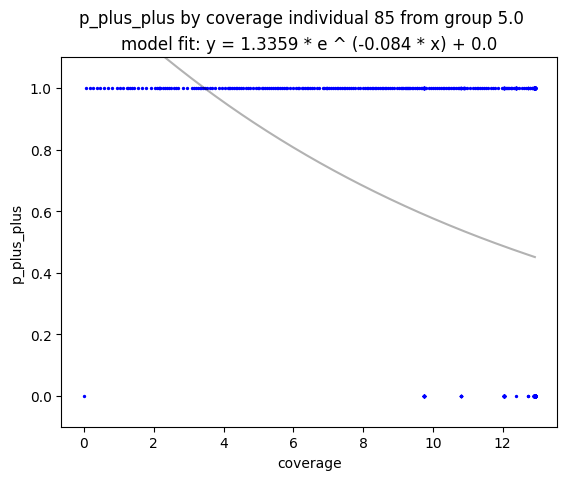 p_plus_plus by coverage individual 85 from group 5.0
model fit: y = 1.3359 * e ^ (-0.084 * x) + 0.0
1.0
0.8
0.6
0.4
0.2
0.0
p_plus_plus
0 2 4 6 8 10 12
coverage